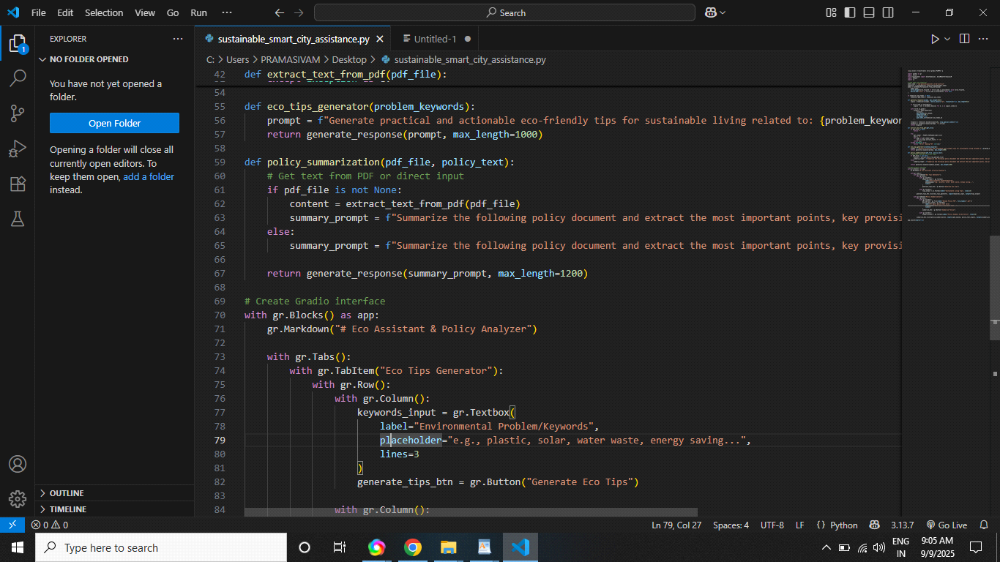 File Edit Selection View Go Run ··· Search
EXPLORER ···
sustainable_smart_city_assistance.py Untitled-1
NO FOLDER OPENED
C: > Users > PRAMASIVAM > Desktop > sustainable_smart_city_assistance.py
You have not yet opened a
folder.
Open Folder
Opening a folder will close all
currently open editors. To
keep them open, add a folder
instead.
OUTLINE
TIMELINE
42 def extract_text_from_pdf(pdf_file):
54
55 def eco_tips_generator(problem_keywords):
56 prompt = f"Generate practical and actionable eco-friendly tips for sustainable living related to: {problem_keywor
57 return generate_response(prompt, max_length=1000)
58
59 def policy_summarization(pdf_file, policy_text):
60 # Get text from PDF or direct input
61 if pdf_file is not None:
62 content = extract_text_from_pdf(pdf_file)
63 summary_prompt = f"Summarize the following policy document and extract the most important points, key provisi
64 else:
65 summary_prompt = f"Summarize the following policy document and extract the most important points, key provisi
66
67 return generate_response(summary_prompt, max_length=1200)
68
69 # Create Gradio interface
70 with gr.Blocks() as app:
71 gr.Markdown("# Eco Assistant & Policy Analyzer")
72
73 with gr.Tabs():
74 with gr.TabItem("Eco Tips Generator"):
75 with gr.Row():
76 with gr.Column():
77 keywords_input = gr.Textbox(
78 label="Environmental Problem/Keywords",
79 placeholder="e.g., plastic, solar, water waste, energy saving...",
80 lines=3
81 )
82 generate_tips_btn = gr.Button("Generate Eco Tips")
83
84 with gr.Column():
0 0 Ln 79, Col 27 Spaces: 4 UTF-8 LF {} Python 3.13.7 Go Live
Type here to search
ENG
IN
9:05 AM
9/9/2025
1